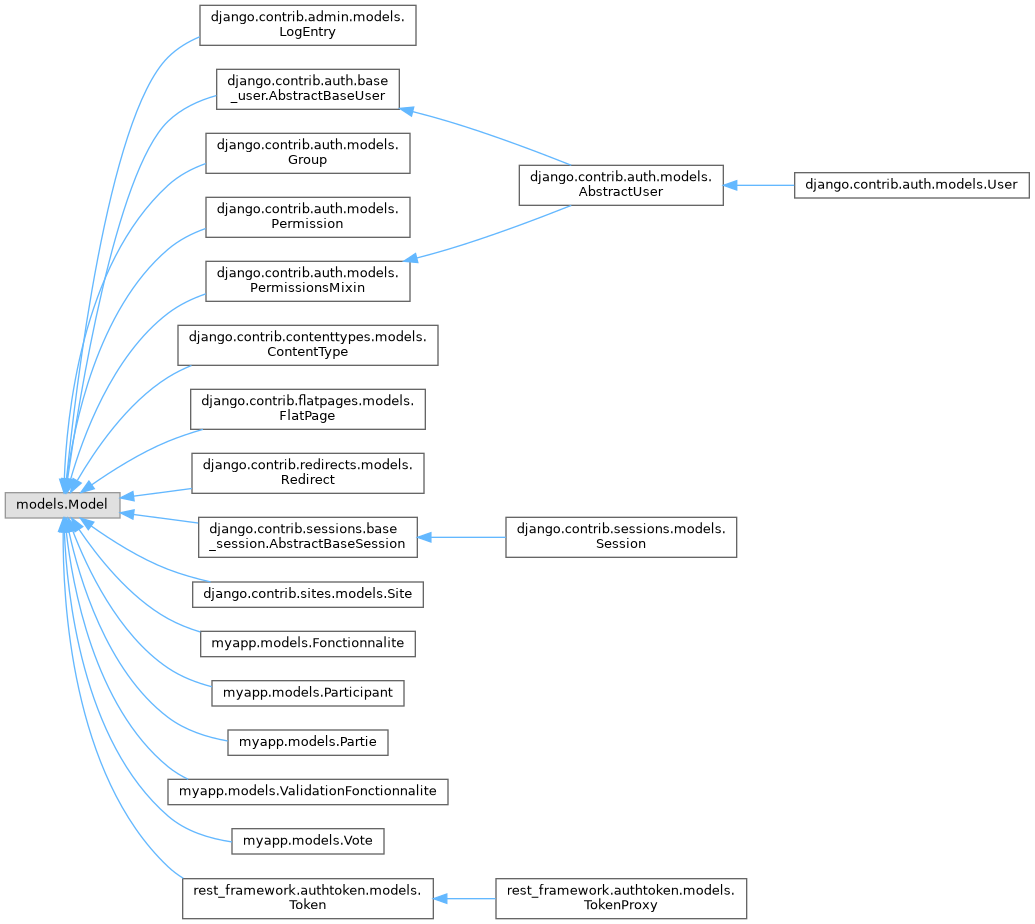 django.contrib.admin.models.
LogEntry
django.contrib.auth.base
_user.AbstractBaseUser
django.contrib.auth.models.
Group
django.contrib.auth.models.
AbstractUser
django.contrib.auth.models.User
django.contrib.auth.models.
Permission
django.contrib.auth.models.
PermissionsMixin
django.contrib.contenttypes.models.
ContentType
django.contrib.flatpages.models.
FlatPage
django.contrib.redirects.models.
Redirect
models.Model
django.contrib.sessions.base
_session.AbstractBaseSession
django.contrib.sessions.models.
Session
django.contrib.sites.models.Site
myapp.models.Fonctionnalite
myapp.models.Participant
myapp.models.Partie
myapp.models.ValidationFonctionnalite
myapp.models.Vote
rest_framework.authtoken.models.
Token
rest_framework.authtoken.models.
TokenProxy